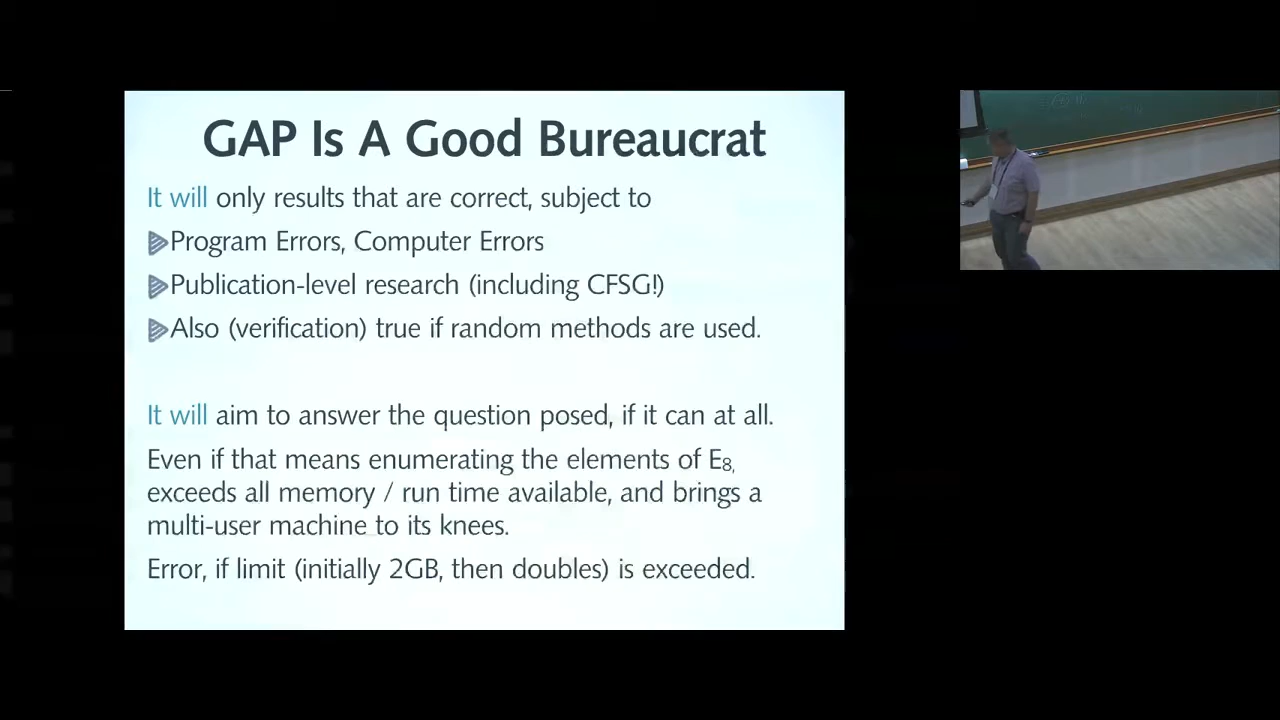 GAP Is A Good Bureaucrat
It will only results that are correct, subject to
Program Errors, Computer Errors
Publication-level research (including CFSG!)
Also (verification) true if random methods are used.
It will aim to answer the question posed, if it can at all.
Even if that means enumerating the elements of E8,
exceeds all memory / run time available, and brings a
multi-user machine to its knees.
Error, if limit (initially 2GB, then doubles) is exceeded.